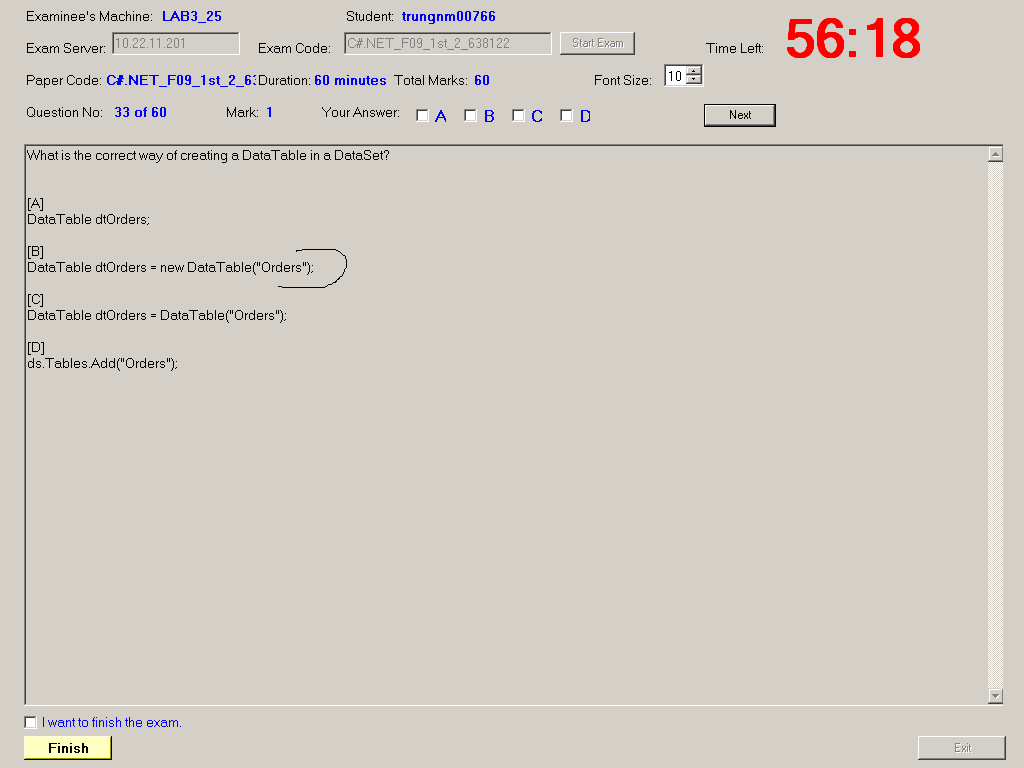 Examinee's Machine: LAB3_25 Student: trungnm00766
Exam Server: 10.22.11.201 Exam Code: C#.NET_F09_1st_2_638122 Start Exam Time Left: 56:18
Paper Code: C#.NET_F09_1st_2_6 Duration: 60 minutes Total Marks: 60 Font Size: 10
Question No: 33 of 60 Mark: 1 Your Answer: A B C D Next
What is the correct way of creating a DataTable in a DataSet?
[A]
DataTable dtOrders;
[B]
DataTable dtOrders = new DataTable("Orders");
[C]
DataTable dtOrders = DataTable("Orders");
[D]
ds.Tables.Add("Orders");
I want to finish the exam.
Finish Exit